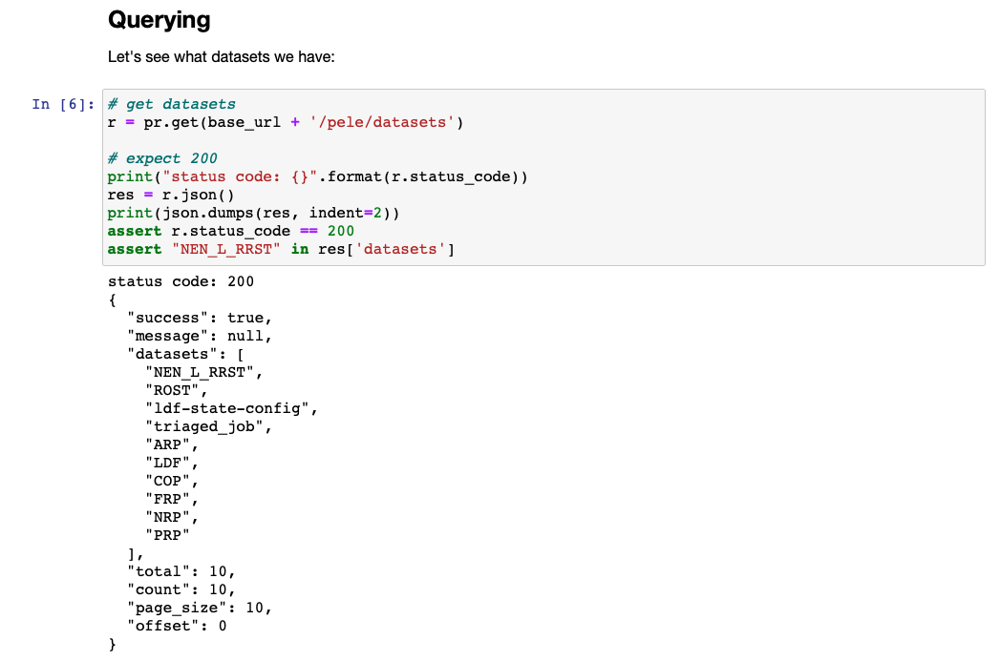 Querying
Let's see what datasets we have:
In [6]: # get datasets
r = pr.get(base_url + '/pele/datasets')
# expect 200
print("status code: {}".format(r.status_code))
res = r.json()
print(json.dumps(res, indent=2))
assert r.status_code == 200
assert "NEN_L_RRST" in res['datasets']
status code: 200
{
  "success": true,
  "message": null,
  "datasets": [
    "NEN_L_RRST",
    "ROST",
    "ldf-state-config",
    "triaged_job",
    "ARP",
    "LDF",
    "COP",
    "FRP",
    "NRP",
    "PRP"
  ],
  "total": 10,
  "count": 10,
  "page_size": 10,
  "offset": 0
}